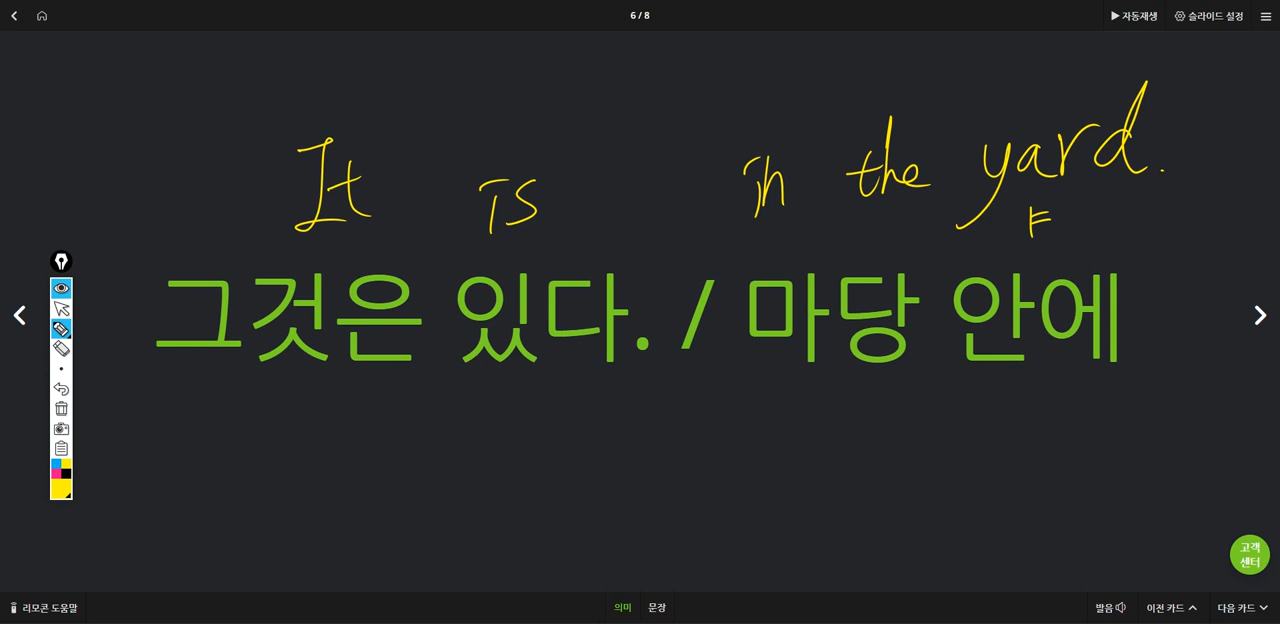 6 / 8
자동재생
슬라이드 설정
It is in the yard.
ㅑ
그것은 있다. / 마당 안에
고객
센터
리모콘 도움말
의미
문장
발음
이전 카드
다음 카드